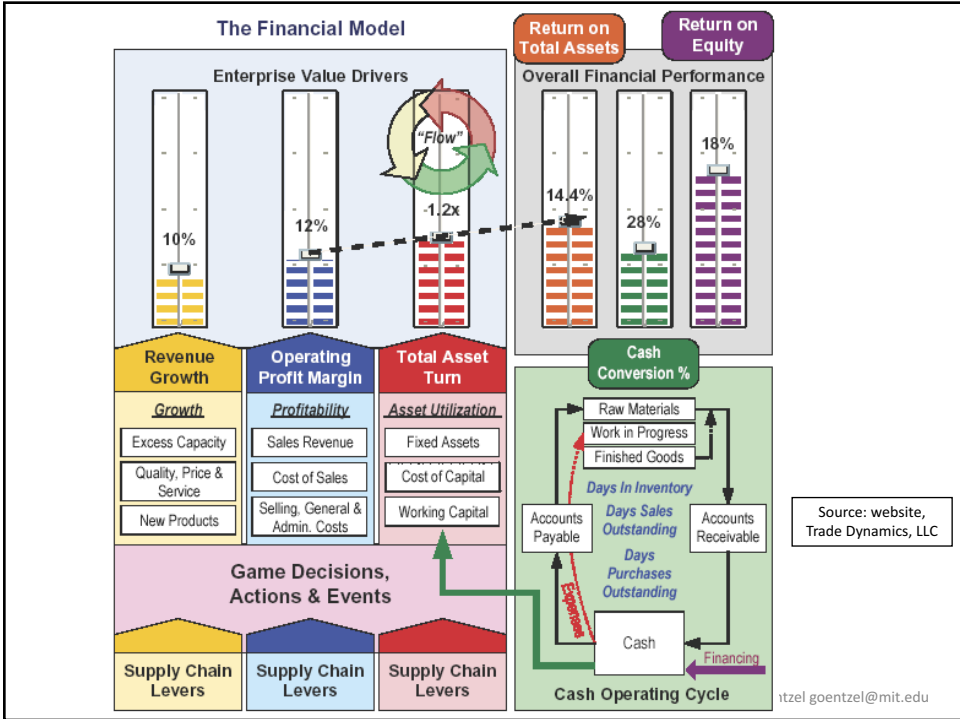 The Financial Model
Return on
Total Assets
Return on
Equity
Enterprise Value Drivers
Overall Financial Performance
"Flow"
10%
12%
-1.2x
14.4%
28%
18%
Revenue
Growth
Operating
Profit Margin
Total Asset
Turn
Growth
Excess Capacity
Quality, Price &
Service
New Products
Profitability
Sales Revenue
Cost of Sales
Selling, General &
Admin. Costs
Asset Utilization
Fixed Assets
Cost of Capital
Working Capital
Game Decisions,
Actions & Events
Supply Chain
Levers
Supply Chain
Levers
Supply Chain
Levers
Cash
Conversion %
Raw Materials
Work in Progress
Finished Goods
Days In Inventory
Days Sales
Outstanding
Days
Purchases
Outstanding
Accounts
Payable
Accounts
Receivable
Expenses
Cash
Financing
Cash Operating Cycle
Source: website,
Trade Dynamics, LLC
goentzel@mit.edu